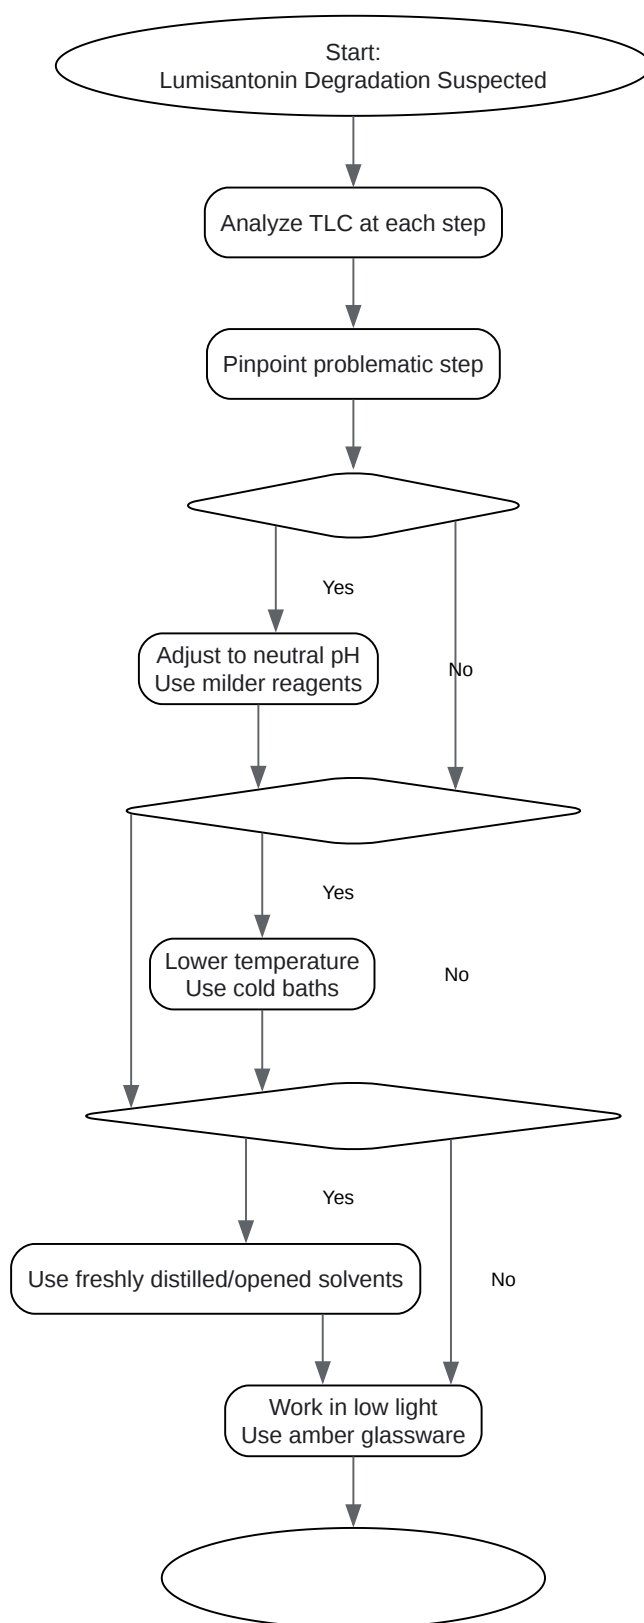 Start:
Lumisantonin Degradation Suspected
Analyze TLC at each step
Pinpoint problematic step
Yes
Adjust to neutral pH
Use milder reagents
No
Yes
Lower temperature
Use cold baths
No
Yes
Use freshly distilled/opened solvents
No
Work in low light
Use amber glassware